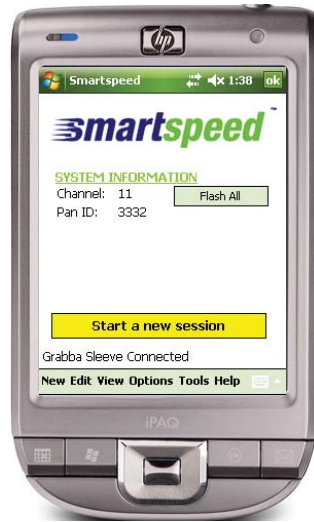 hp
Smartspeed 1:38 ok
smartspeed™
SYSTEM INFORMATION
Channel: 11 Flash All
Pan ID: 3332
Start a new session
Grabba Sleeve Connected
New Edit View Options Tools Help
iPAQ